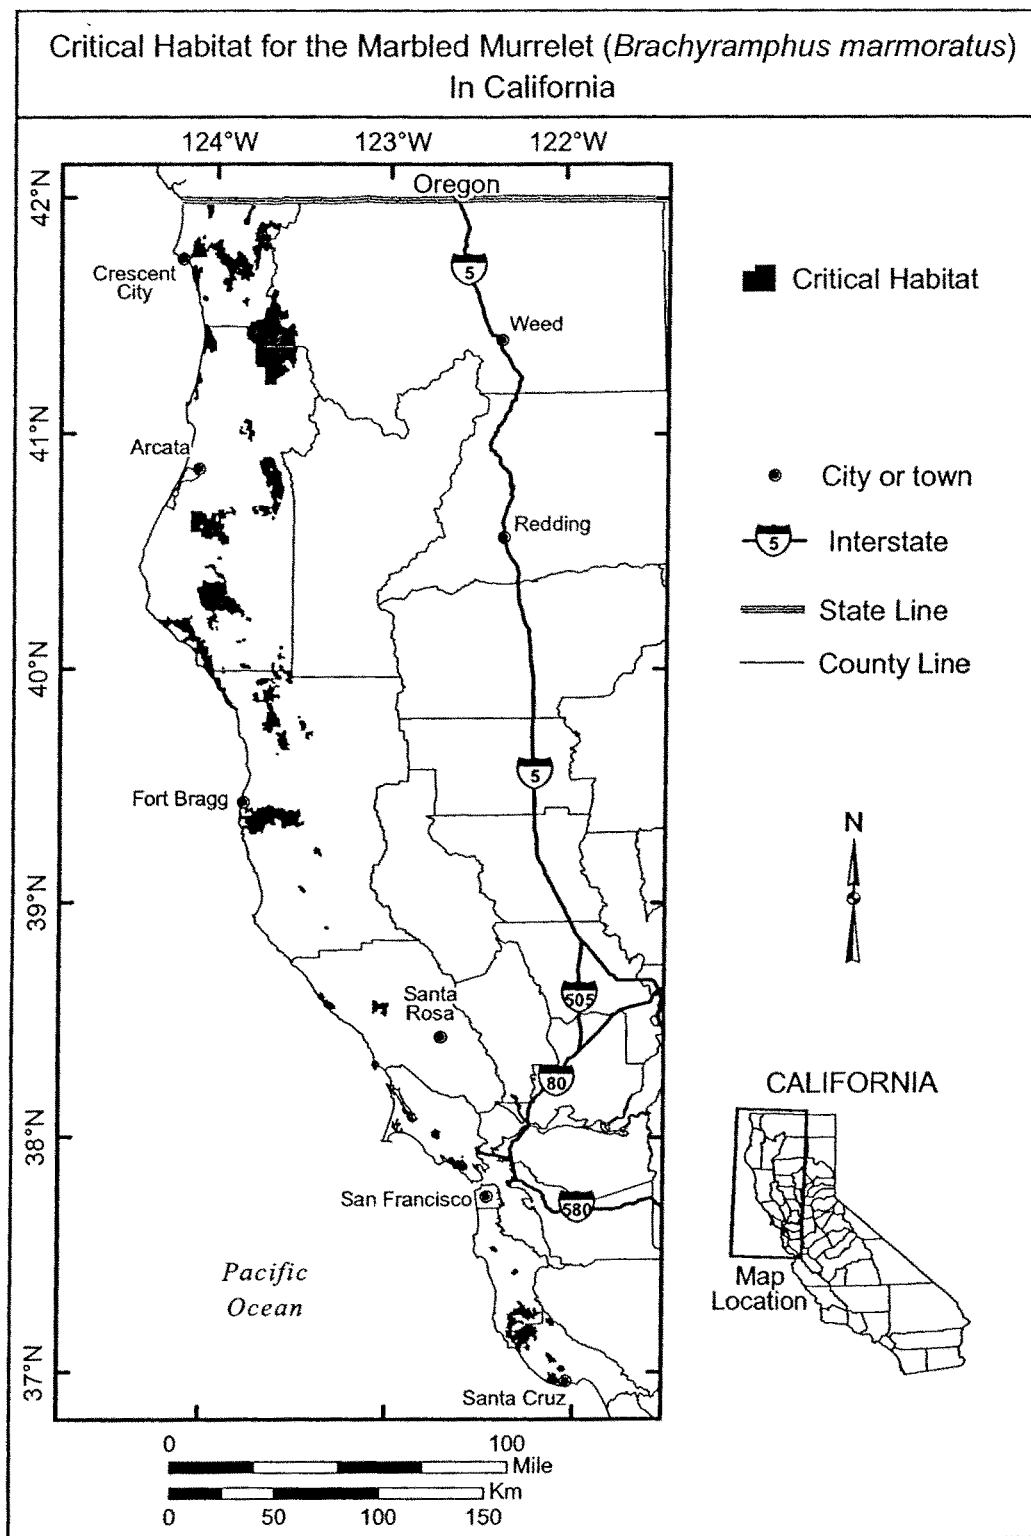 Critical Habitat for the Marbled Murrelet (Brachyramphus marmoratus)
In California
124°W 123°W 122°W
42°N
41°N
40°N
39°N
38°N
37°N
Oregon
5
Crescent
City
Weed
Arcata
Redding
5
Fort Bragg
Santa
Rosa
505
80
San Francisco
580
Pacific
Ocean
Santa Cruz
0 100
Mile
Km
0 50 100 150
Critical Habitat
City or town
5 Interstate
State Line
County Line
N
CALIFORNIA
Map
Location